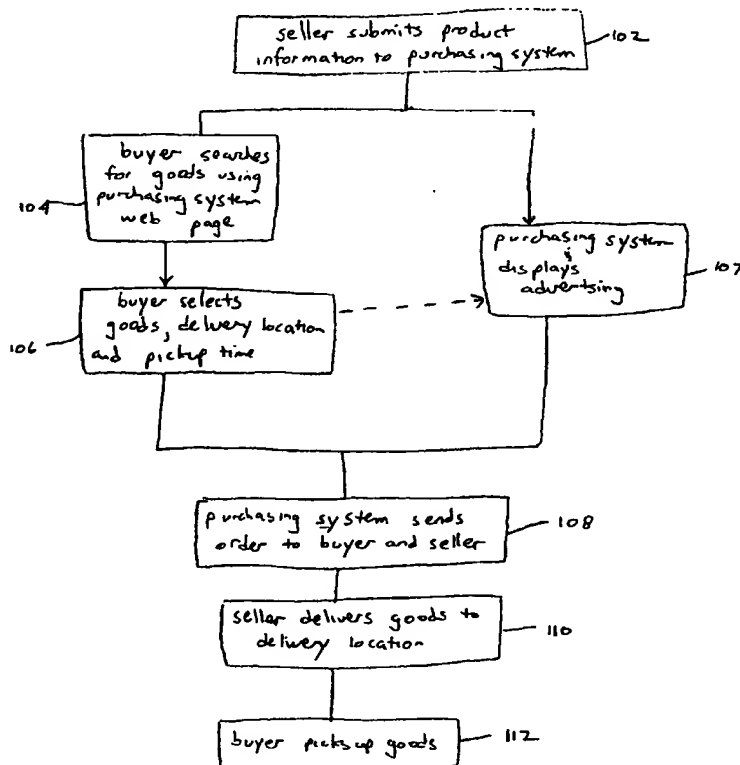 seller submits product
information to purchasing system
102
buyer searches
for goods using
purchasing system
web page
104
purchasing system
displays
advertsing
107
buyer selects
goods, delivery location
and pickup time
106
purchasing system sends
order to buyer and seller
108
seller delivers goods to
delivery location
110
buyer picks up goods
112